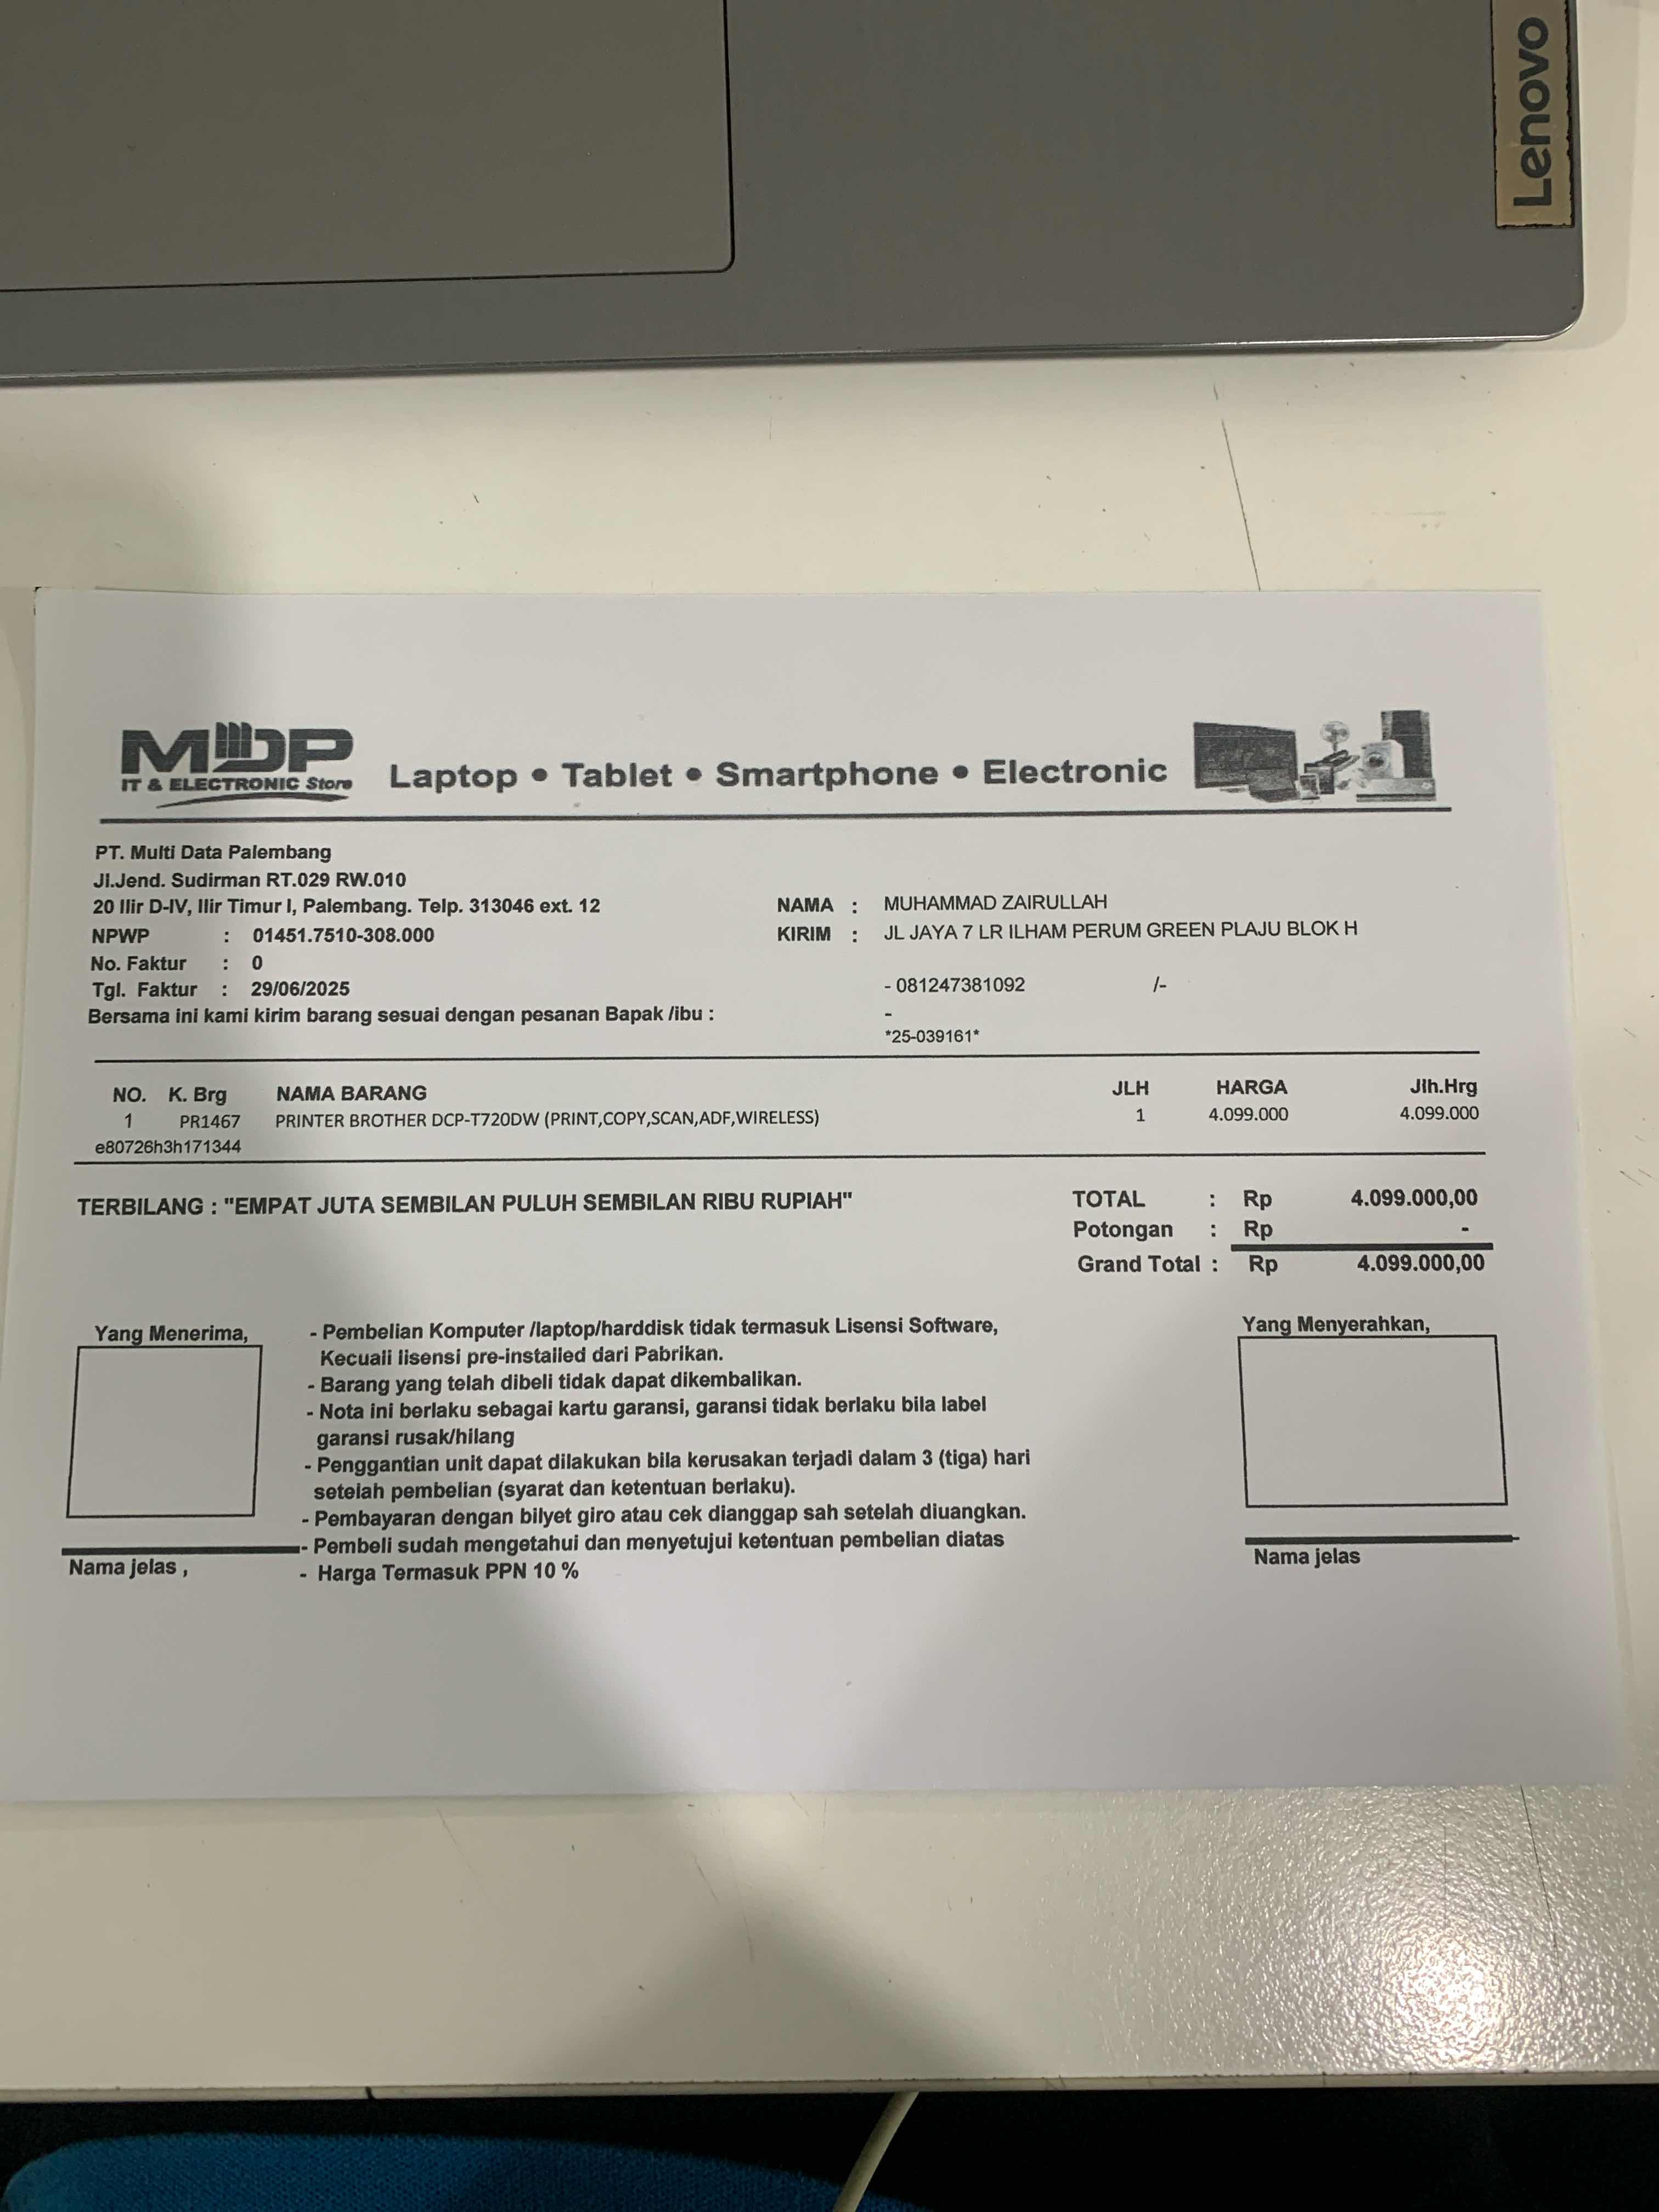 Lenovo
MDP
IT & ELECTRONIC Store
Laptop • Tablet • Smartphone • Electronic
PT. Multi Data Palembang
Jl.Jend. Sudirman RT.029 RW.010
20 Ilir D-IV, Ilir Timur I, Palembang. Telp. 313046 ext. 12
NPWP : 01451.7510-308.000
No. Faktur : 0
Tgl. Faktur : 29/06/2025
Bersama ini kami kirim barang sesuai dengan pesanan Bapak /ibu :
NAMA : MUHAMMAD ZAIRULLAH
KIRIM : JL JAYA 7 LR ILHAM PERUM GREEN PLAJU BLOK H
- 081247381092 /-
-
*25-039161*
NO. K. Brg NAMA BARANG JLH HARGA Jlh.Hrg
1 PR1467 PRINTER BROTHER DCP-T720DW (PRINT,COPY,SCAN,ADF,WIRELESS) 1 4.099.000 4.099.000
e80726h3h171344
TERBILANG : "EMPAT JUTA SEMBILAN PULUH SEMBILAN RIBU RUPIAH"
TOTAL : Rp 4.099.000,00
Potongan : Rp -
Grand Total : Rp 4.099.000,00
Yang Menerima,
- Pembelian Komputer /laptop/harddisk tidak termasuk Lisensi Software,
Kecuali lisensi pre-installed dari Pabrikan.
- Barang yang telah dibeli tidak dapat dikembalikan.
- Nota ini berlaku sebagai kartu garansi, garansi tidak berlaku bila label
garansi rusak/hilang
- Penggantian unit dapat dilakukan bila kerusakan terjadi dalam 3 (tiga) hari
setelah pembelian (syarat dan ketentuan berlaku).
- Pembayaran dengan bilyet giro atau cek dianggap sah setelah diuangkan.
- Pembeli sudah mengetahui dan menyetujui ketentuan pembelian diatas
- Harga Termasuk PPN 10 %
Nama jelas ,
Yang Menyerahkan,
Nama jelas